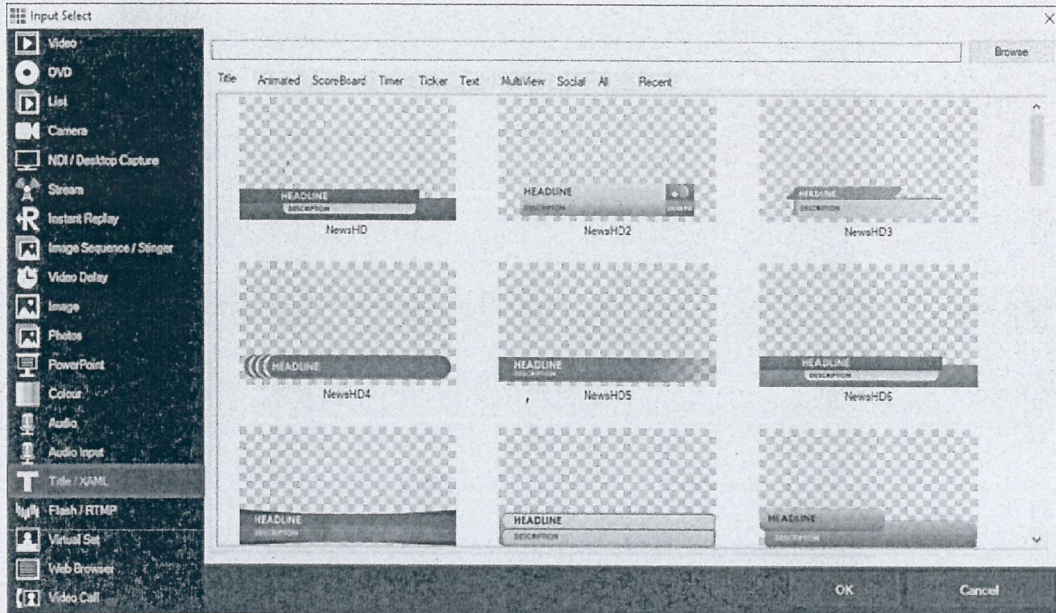 Input Select
Video
DVD
List
Camera
NDI / Desktop Capture
Stream
Instant Replay
Image Sequence / Stinger
Video Delay
Image
Photos
PowerPoint
Colour
Audio
Audio Input
Title / XAML
Flash / RTMP
Virtual Set
Web Browser
Video Call
Browse
Title Animated ScoreBoard Timer Ticker Text MultiView Social All Recent
HEADLINE
DESCRIPTION
NewsHD
HEADLINE
DESCRIPTION
NewsHD2
HEADLINE
DESCRIPTION
NewsHD3
HEADLINE
NewsHD4
HEADLINE
DESCRIPTION
NewsHD5
HEADLINE
DESCRIPTION
NewsHD6
HEADLINE
DESCRIPTION
HEADLINE
DESCRIPTION
HEADLINE
DESCRIPTION
OK Cancel